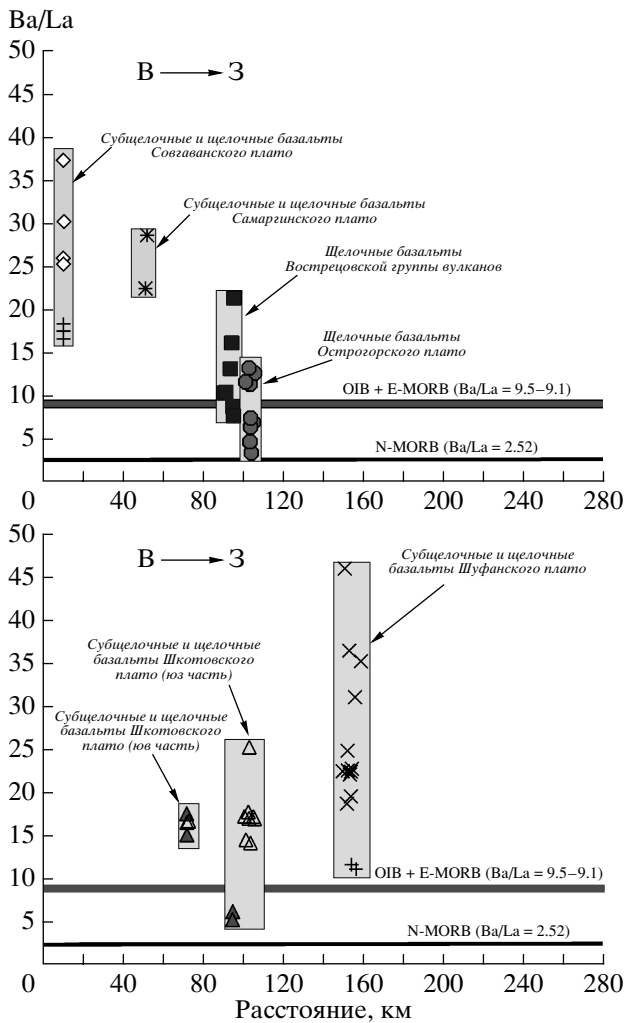 Ba/La
50
45
40
35
30
25
20
15
10
5
0
40
80
120
160
200
240
280
В З
Субщелочные и щелочные базальты
Совгаванского плато
Субщелочные и щелочные базальты
Самаргинского плато
Щелочные базальты
Вострецовской группы вулканов
Щелочные базальты
Острогорского плато
OIB + E-MORB (Ba/La = 9.5–9.1)
N-MORB (Ba/La = 2.52)
50
45
40
35
30
25
20
15
10
5
0
40
80
120
160
200
240
280
В З
Субщелочные и щелочные
базальты Шуфанского плато
Субщелочные и щелочные
базальты Шкотовского
плато (юз часть)
Субщелочные и щелочные
базальты Шкотовского
плато (юв часть)
OIB + E-MORB (Ba/La = 9.5–9.1)
N-MORB (Ba/La = 2.52)
Расстояние, км